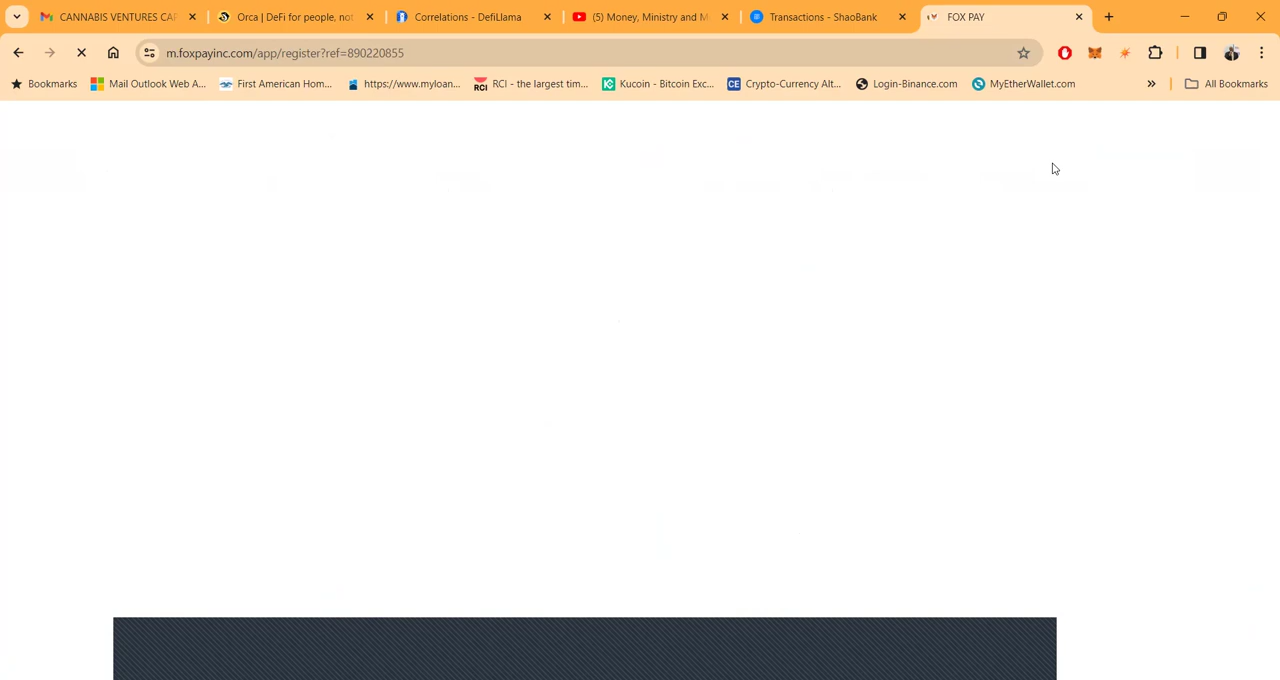 CANNABIS VENTURES CAP
Orca | DeFi for people, not
Correlations - DefiLlama
(5) Money, Ministry and M
Transactions - ShaoBank
FOX PAY
m.foxpayinc.com/app/register?ref=890220855
Bookmarks
Mail Outlook Web A...
First American Hom...
https://www.myloan...
RCI - the largest tim...
Kucoin - Bitcoin Exc...
Crypto-Currency Alt...
Login-Binance.com
MyEtherWallet.com
All Bookmarks